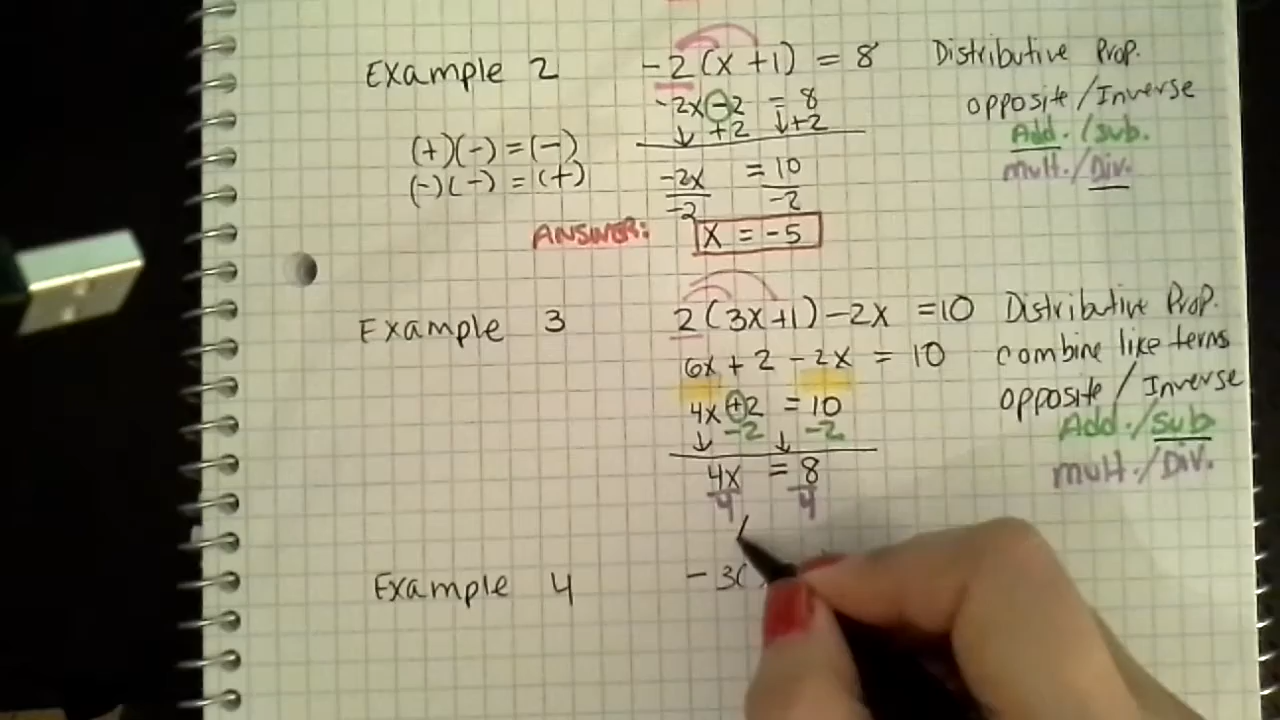 Example 2 -2(x+1) = 8 Distributive Prop.
-2x - 2 = 8 opposite/Inverse
↓ +2 ↓+2 Add./sub.
(+)(-) = (-)
-2x = 10 mult./Div.
(-)(-) = (+)
-2 -2
ANSWER: x = -5
Example 3 2(3x+1)-2x = 10 Distributive Prop.
6x + 2 - 2x = 10 combine like terms
4x + 2 = 10 opposite / Inverse
↓ -2 ↓ -2 Add./Sub.
4x = 8 mult./Div.
4 4
Example 4 - 3(